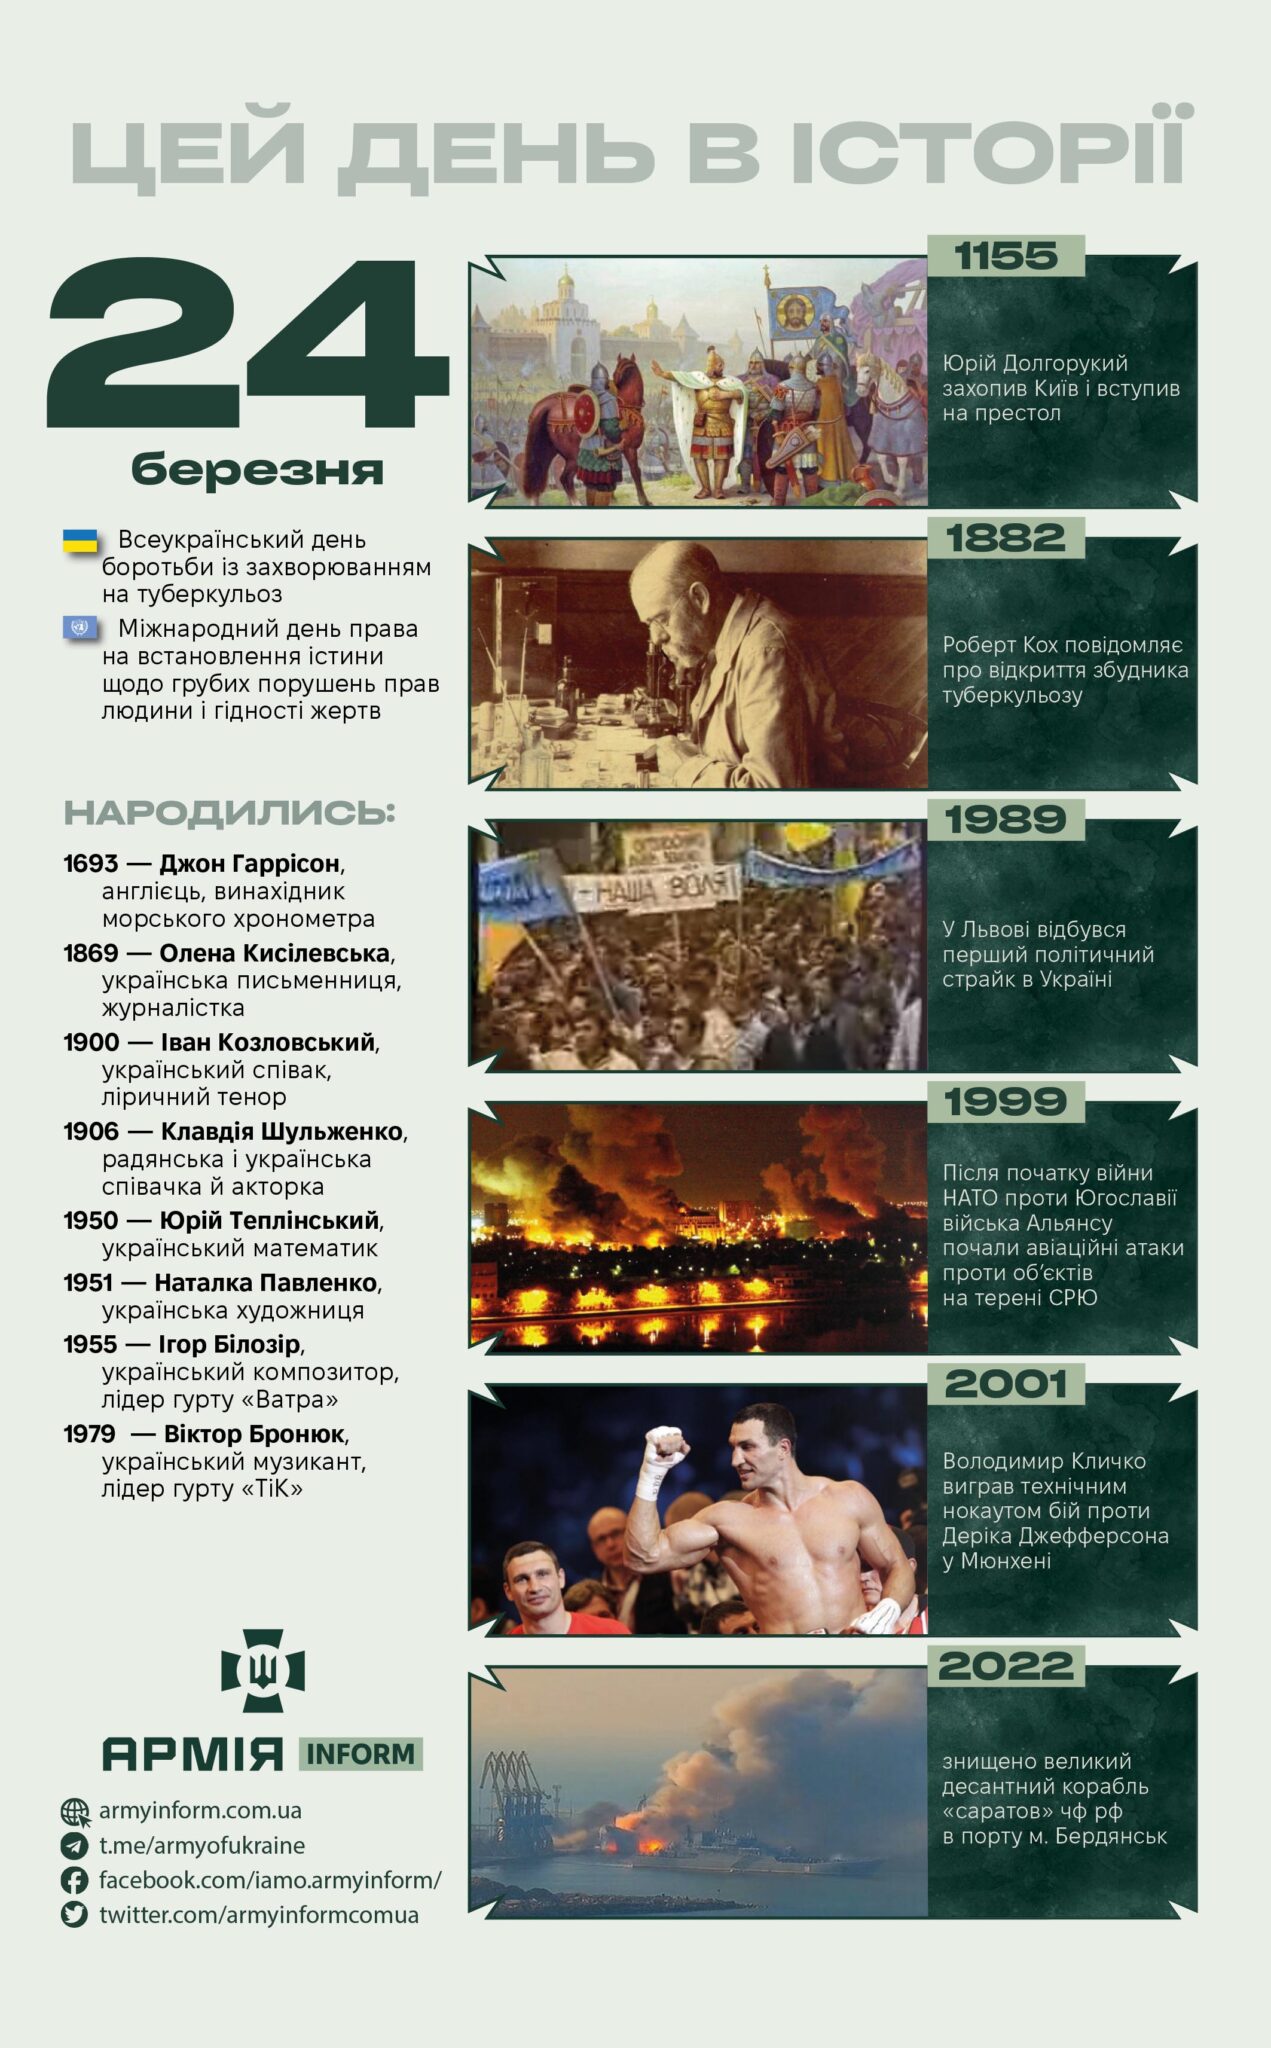 ЦЕЙ ДЕНЬ В ІСТОРІЇ
24
березня
Всеукраїнський день
боротьби із захворюванням
на туберкульоз
Міжнародний день права
на встановлення істини
щодо грубих порушень прав
людини і гідності жертв
НАРОДИЛИСЬ:
1693 — Джон Гаррісон,
англієць, винахідник
морського хронометра
1869 — Олена Кисілевська,
українська письменниця,
журналістка
1900 — Іван Козловський,
український співак,
ліричний тенор
1906 — Клавдія Шульженко,
радянська і українська
співачка й акторка
1950 — Юрій Теплінський,
український математик
1951 — Наталка Павленко,
українська художниця
1955 — Ігор Білозір,
український композитор,
лідер гурту «Ватра»
1979 — Віктор Бронюк,
український музикант,
лідер гурту «ТіК»
АРМІЯ INFORM
armyinform.com.ua
t.me/armyofukraine
facebook.com/iamo.armyinform/
twitter.com/armyinformcomua
1155
Юрій Долгорукий
захопив Київ і вступив
на престол
1882
Роберт Кох повідомляє
про відкриття збудника
туберкульозу
1989
НАША ВОЛЯ
У Львові відбувся
перший політичний
страйк в Україні
1999
Після початку війни
НАТО проти Югославії
війська Альянсу
почали авіаційні атаки
проти об'єктів
на терені СРЮ
2001
Володимир Кличко
виграв технічним
нокаутом бій проти
Деріка Джефферсона
у Мюнхені
2022
знищено великий
десантний корабль
«саратов» чф рф
в порту м. Бердянськ